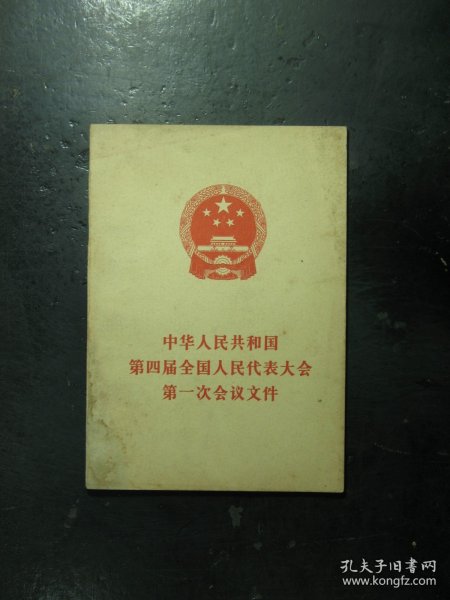 中华人民共和国
第四届全国人民代表大会
第一次会议文件
孔夫子旧书网
www.kongfz.com